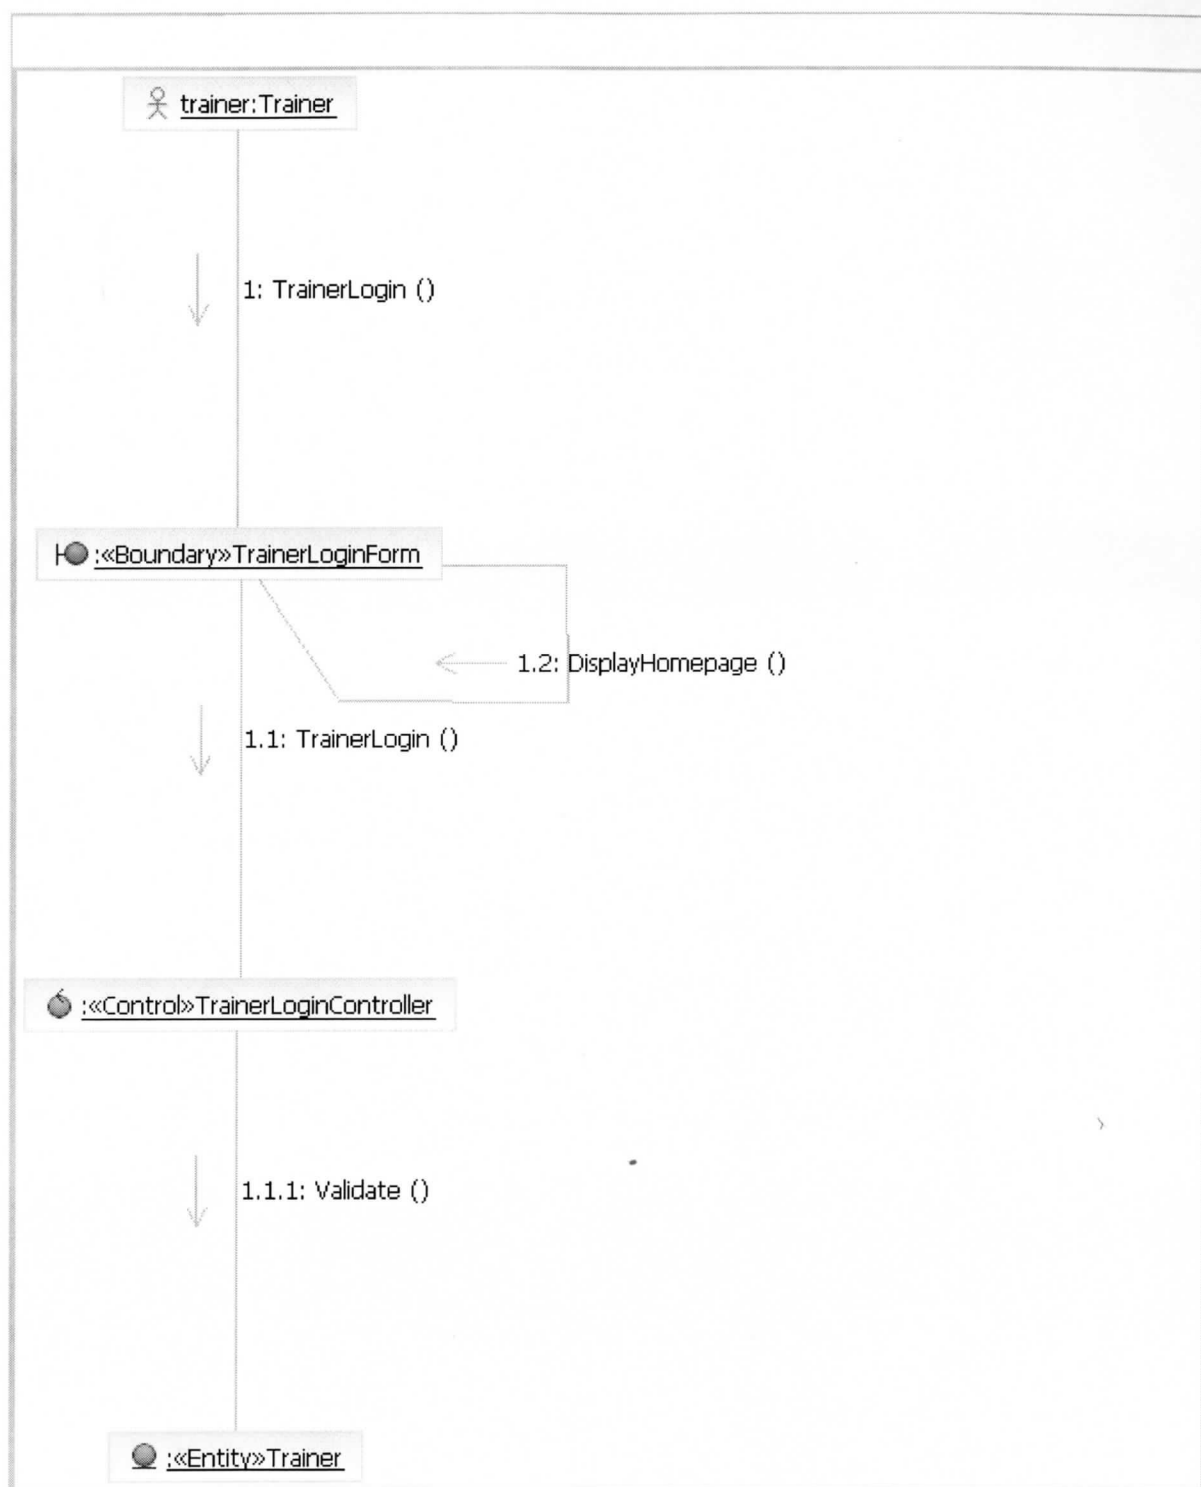 trainer:Trainer
1: TrainerLogin ()
:«Boundary»TrainerLoginForm
1.2: DisplayHomepage ()
1.1: TrainerLogin ()
:«Control»TrainerLoginController
1.1.1: Validate ()
:«Entity»Trainer